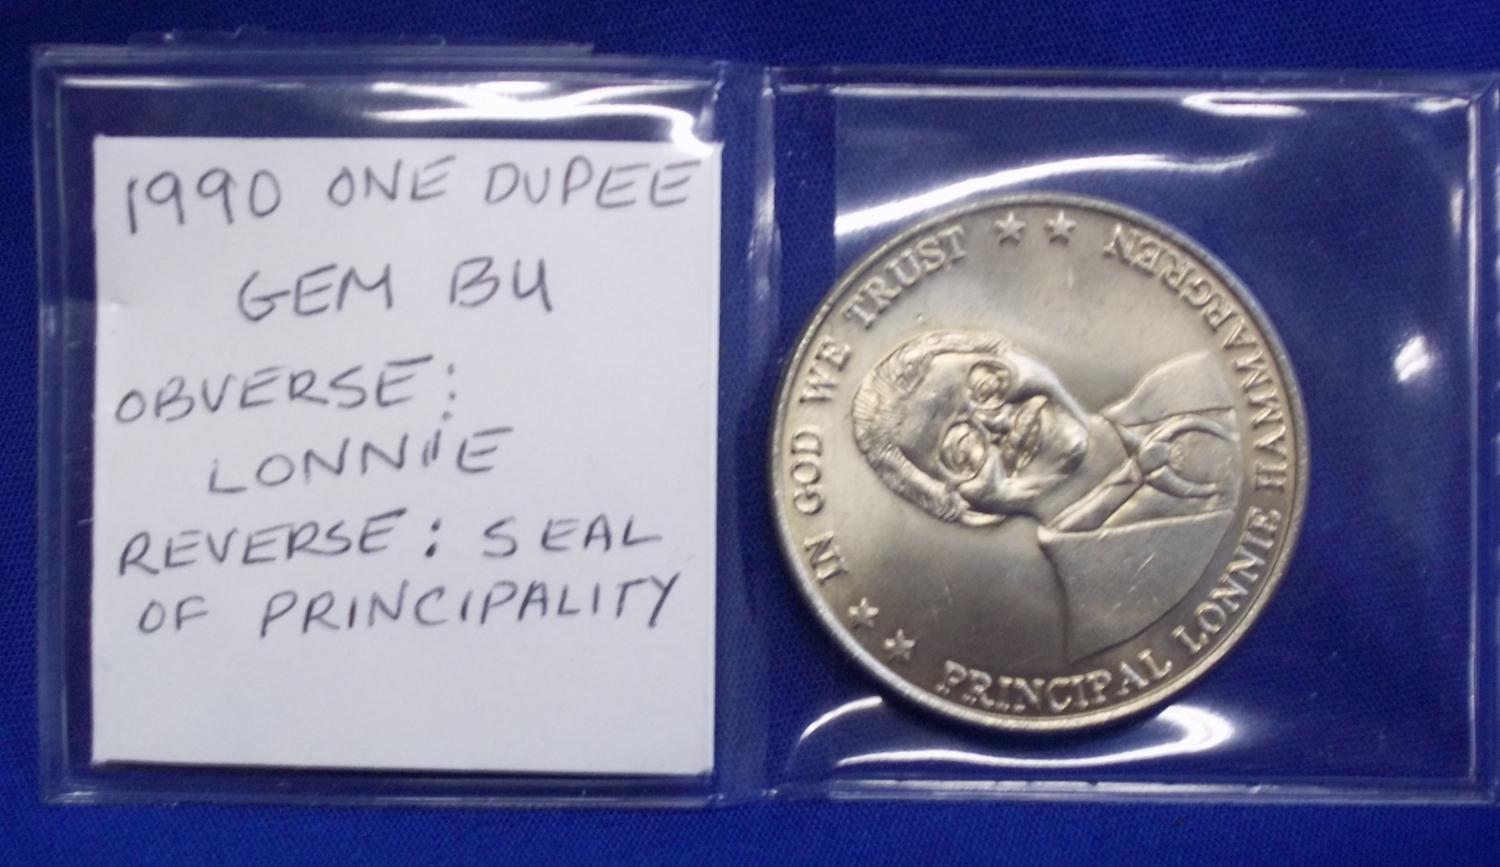 1990 ONE DUPEE
GEM BU
OBVERSE:
LONNIE
REVERSE: SEAL
OF PRINCIPALITY
IN GOD WE TRUST
PRINCIPAL LONNIE HAMMARGREN